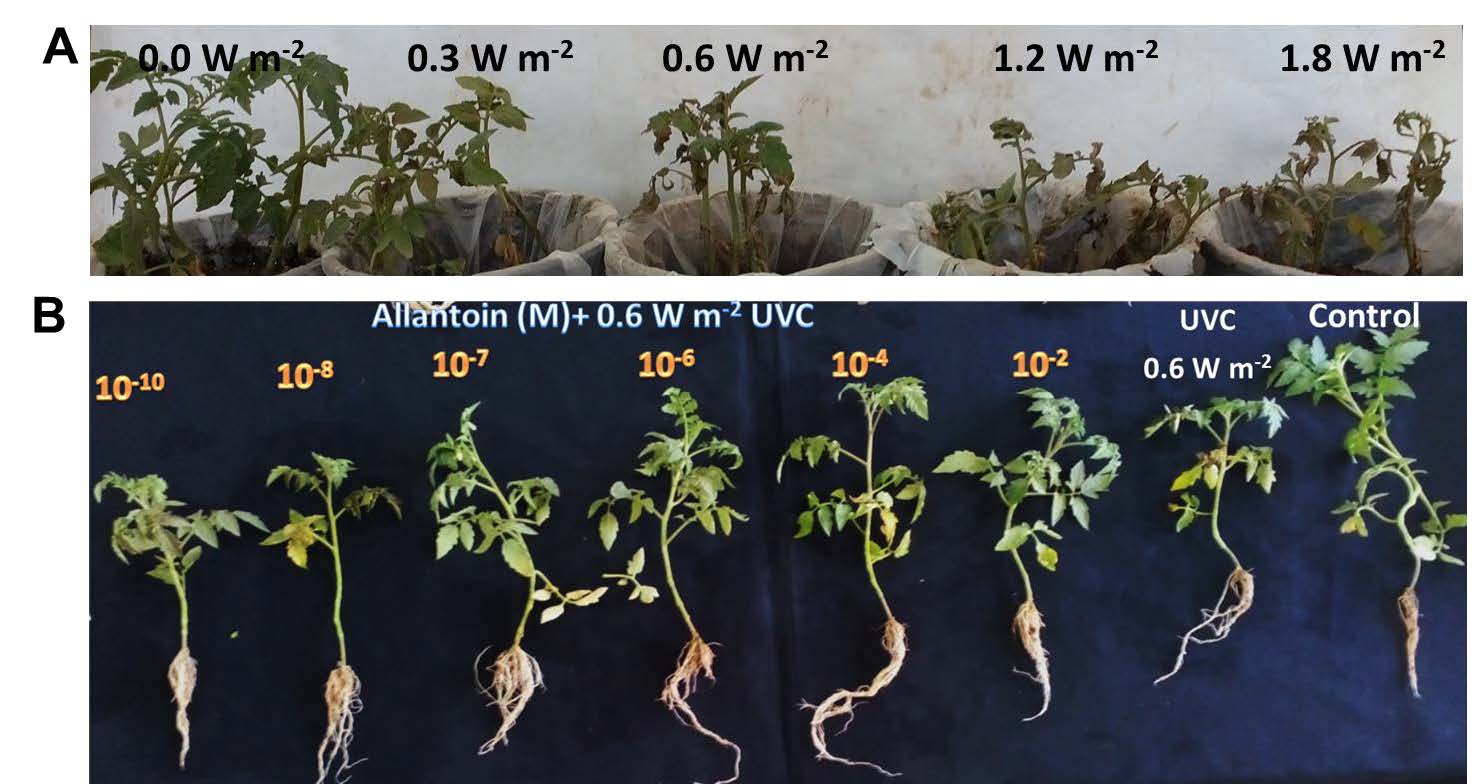 A
0.0 W m-2 0.3 W m-2 0.6 W m-2 1.2 W m-2 1.8 W m-2
B
Allantoin (M)+ 0.6 W m-2 UVC
UVC Control
10-10 10-8 10-7 10-6 10-4 10-2 0.6 W m-2